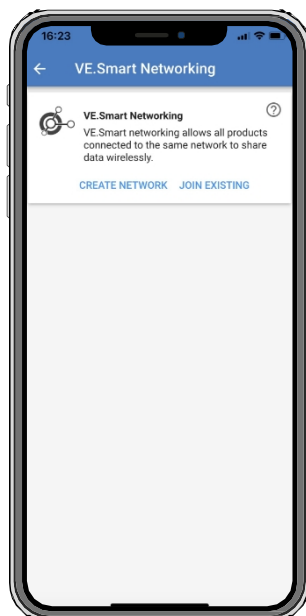 16:23
VE.Smart Networking
VE.Smart Networking
VE.Smart networking allows all products
connected to the same network to share
data wirelessly.
CREATE NETWORK JOIN EXISTING